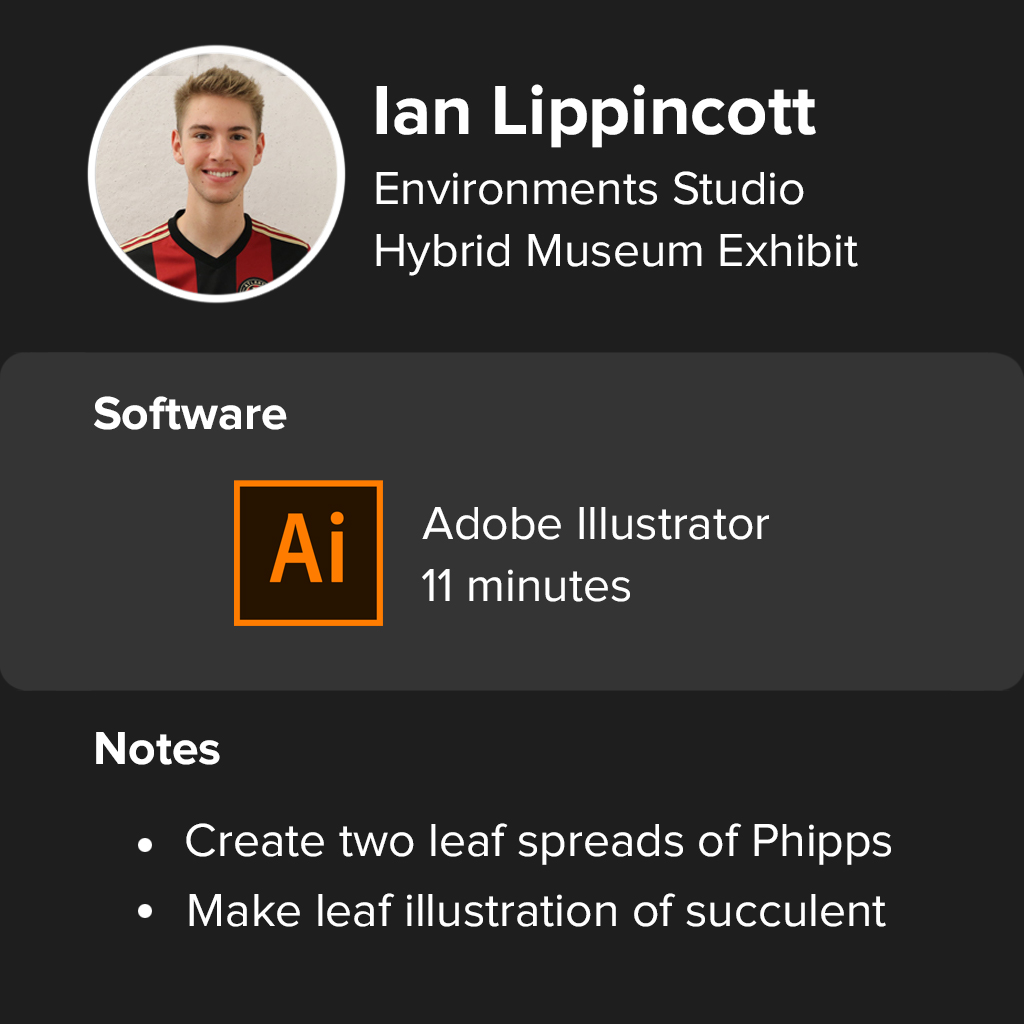 Ian Lippincott
Environments Studio
Hybrid Museum Exhibit
Software
Ai
Adobe Illustrator
11 minutes
Notes
• Create two leaf spreads of Phipps
• Make leaf illustration of succulent